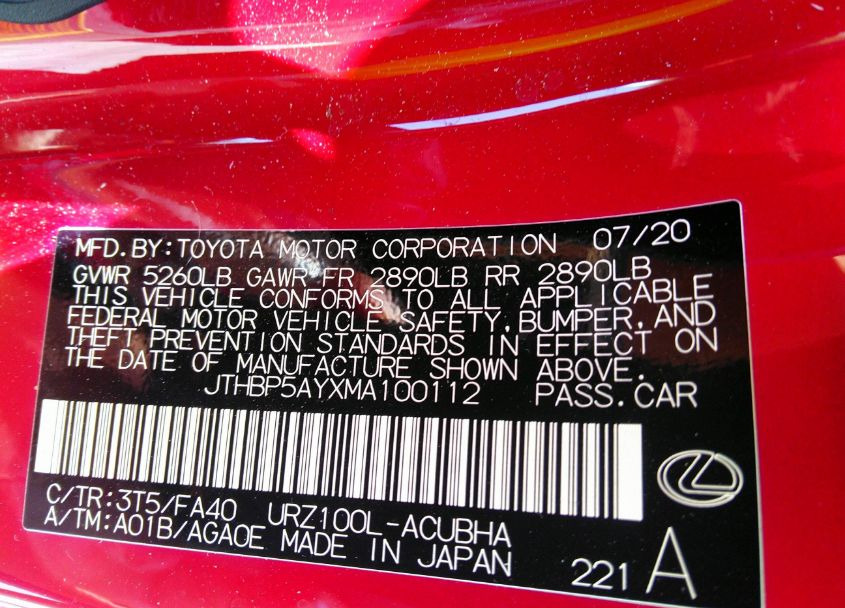 MFD.BY:TOYOTA MOTOR CORPORATION 07/20
GVWR 5260LB GAWR FR 2890LB RR 2890LB
THIS VEHICLE CONFORMS TO ALL APPLICABLE
FEDERAL MOTOR VEHICLE SAFETY,BUMPER,AND
THEFT PREVENTION STANDARDS IN EFFECT ON
THE DATE OF MANUFACTURE SHOWN ABOVE.
JTHBP5AYXMA100112 PASS.CAR
C/TR:3T5/FA40 URZ100L-ACUBHA
A/TM:A01B/AGA0E MADE IN JAPAN
221 A